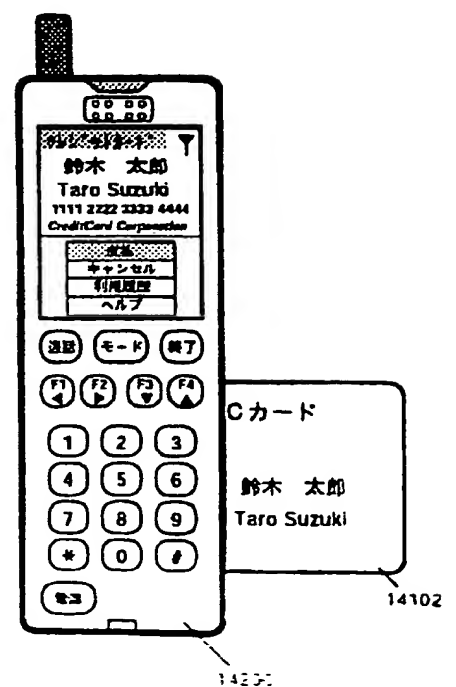 鈴木 太郎
Taro Suzuki
1111 2222 3333 4444
CreditCard Corporation
キャンセル
利用履歴
ヘルプ
通話 モード 終了
F1 F2 F3 F4
1 2 3
4 5 6
7 8 9
* 0 #
電源
Cカード
鈴木 太郎
Taro Suzuki
14102